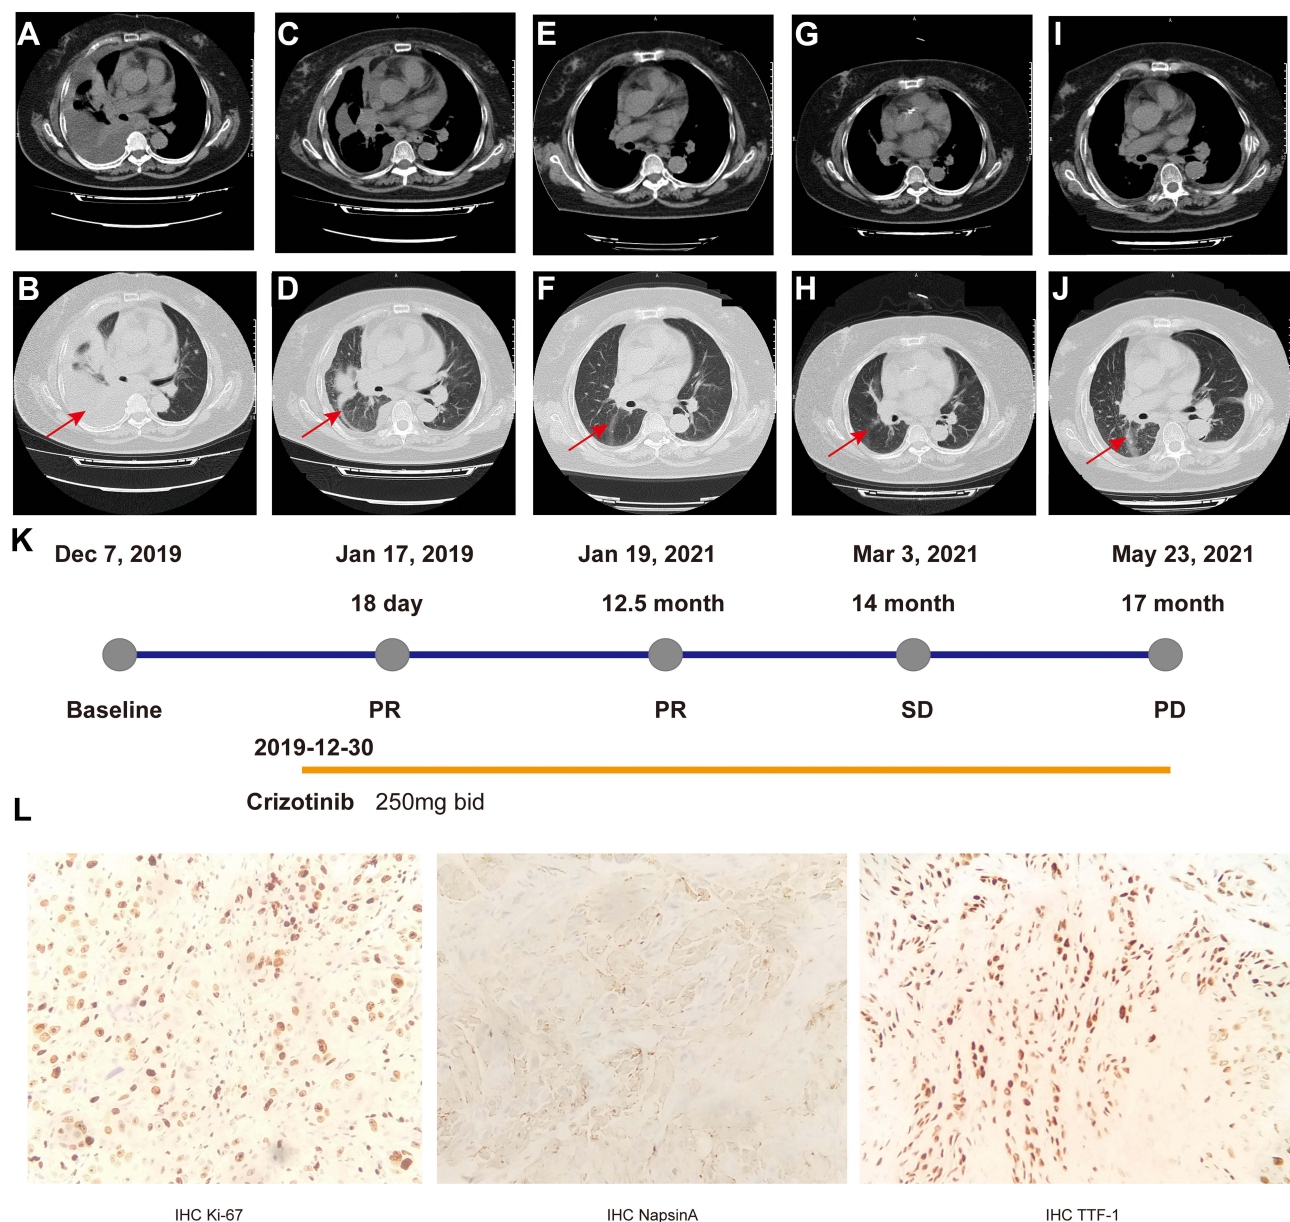 A
C
E
G
I
B
D
F
H
J
K
Dec 7, 2019
Jan 17, 2019
Jan 19, 2021
Mar 3, 2021
May 23, 2021
18 day
12.5 month
14 month
17 month
Baseline
PR
PR
SD
PD
2019-12-30
Crizotinib 250mg bid
L
IHC Ki-67
IHC NapsinA
IHC TTF-1